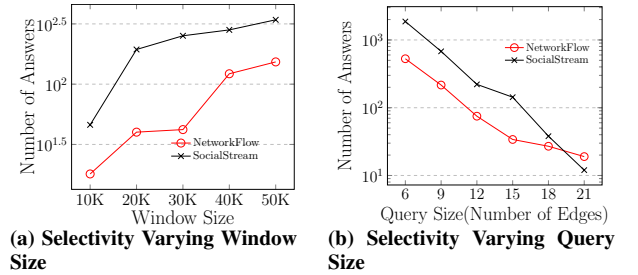 Number of Answers
10^2.5
10^2
10^1.5
NetworkFlow
SocialStream
10K 20K 30K 40K 50K
Window Size
(a) Selectivity Varying Window
Size
Number of Answers
10^3
10^2
10^1
NetworkFlow
SocialStream
6 9 12 15 18 21
Query Size(Number of Edges)
(b) Selectivity Varying Query
Size